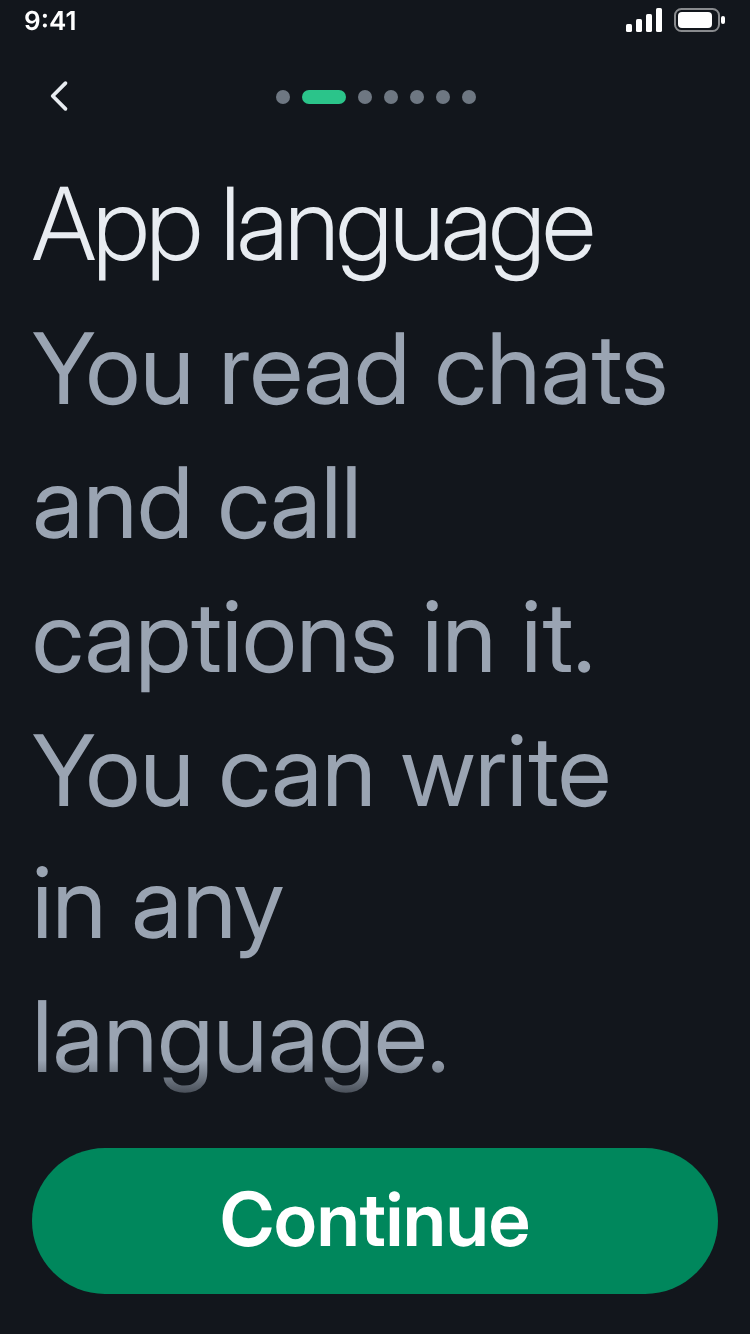 9:41
App language
You read chats
and call
captions in it.
You can write
in any
language.
Continue